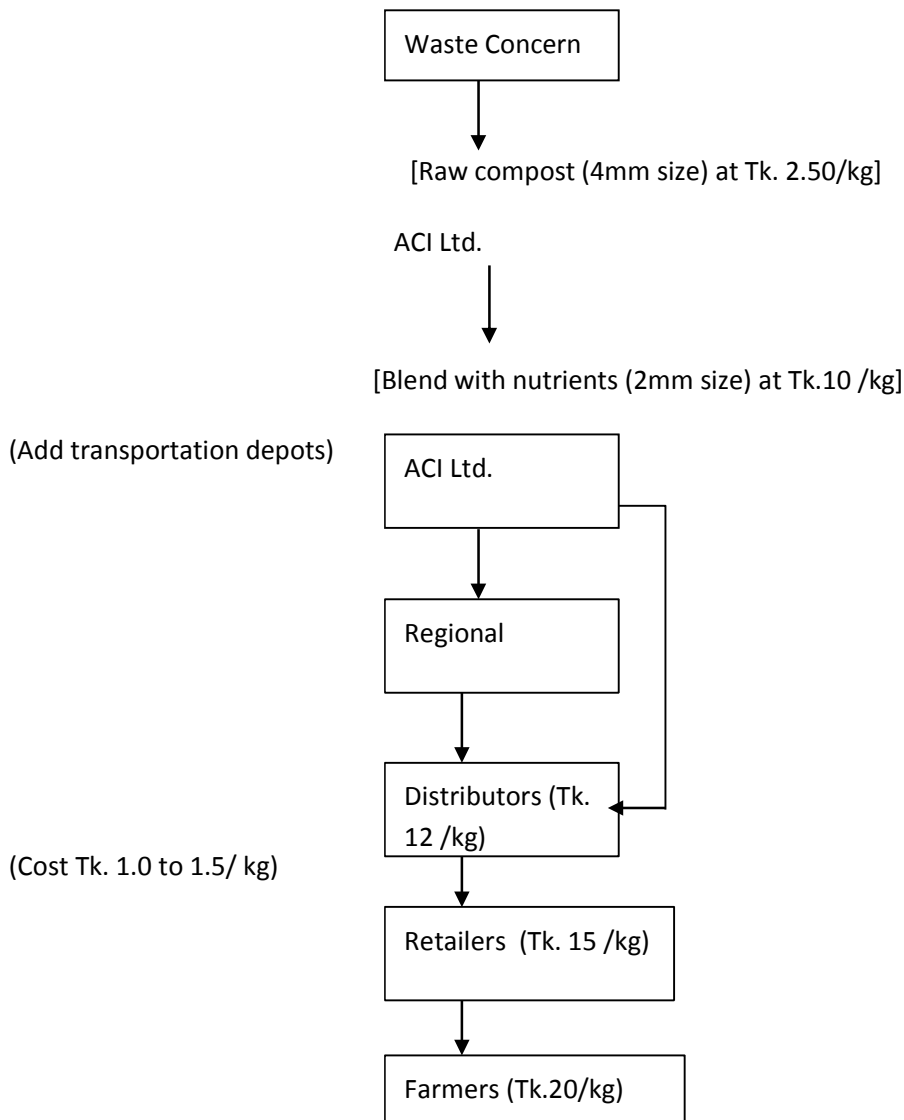 Waste Concern
[Raw compost (4mm size) at Tk. 2.50/kg]
ACI Ltd.
[Blend with nutrients (2mm size) at Tk.10 /kg]
(Add transportation depots)
ACI Ltd.
Regional
Distributors (Tk.
12 /kg)
(Cost Tk. 1.0 to 1.5/ kg)
Retailers  (Tk. 15 /kg)
Farmers (Tk.20/kg)